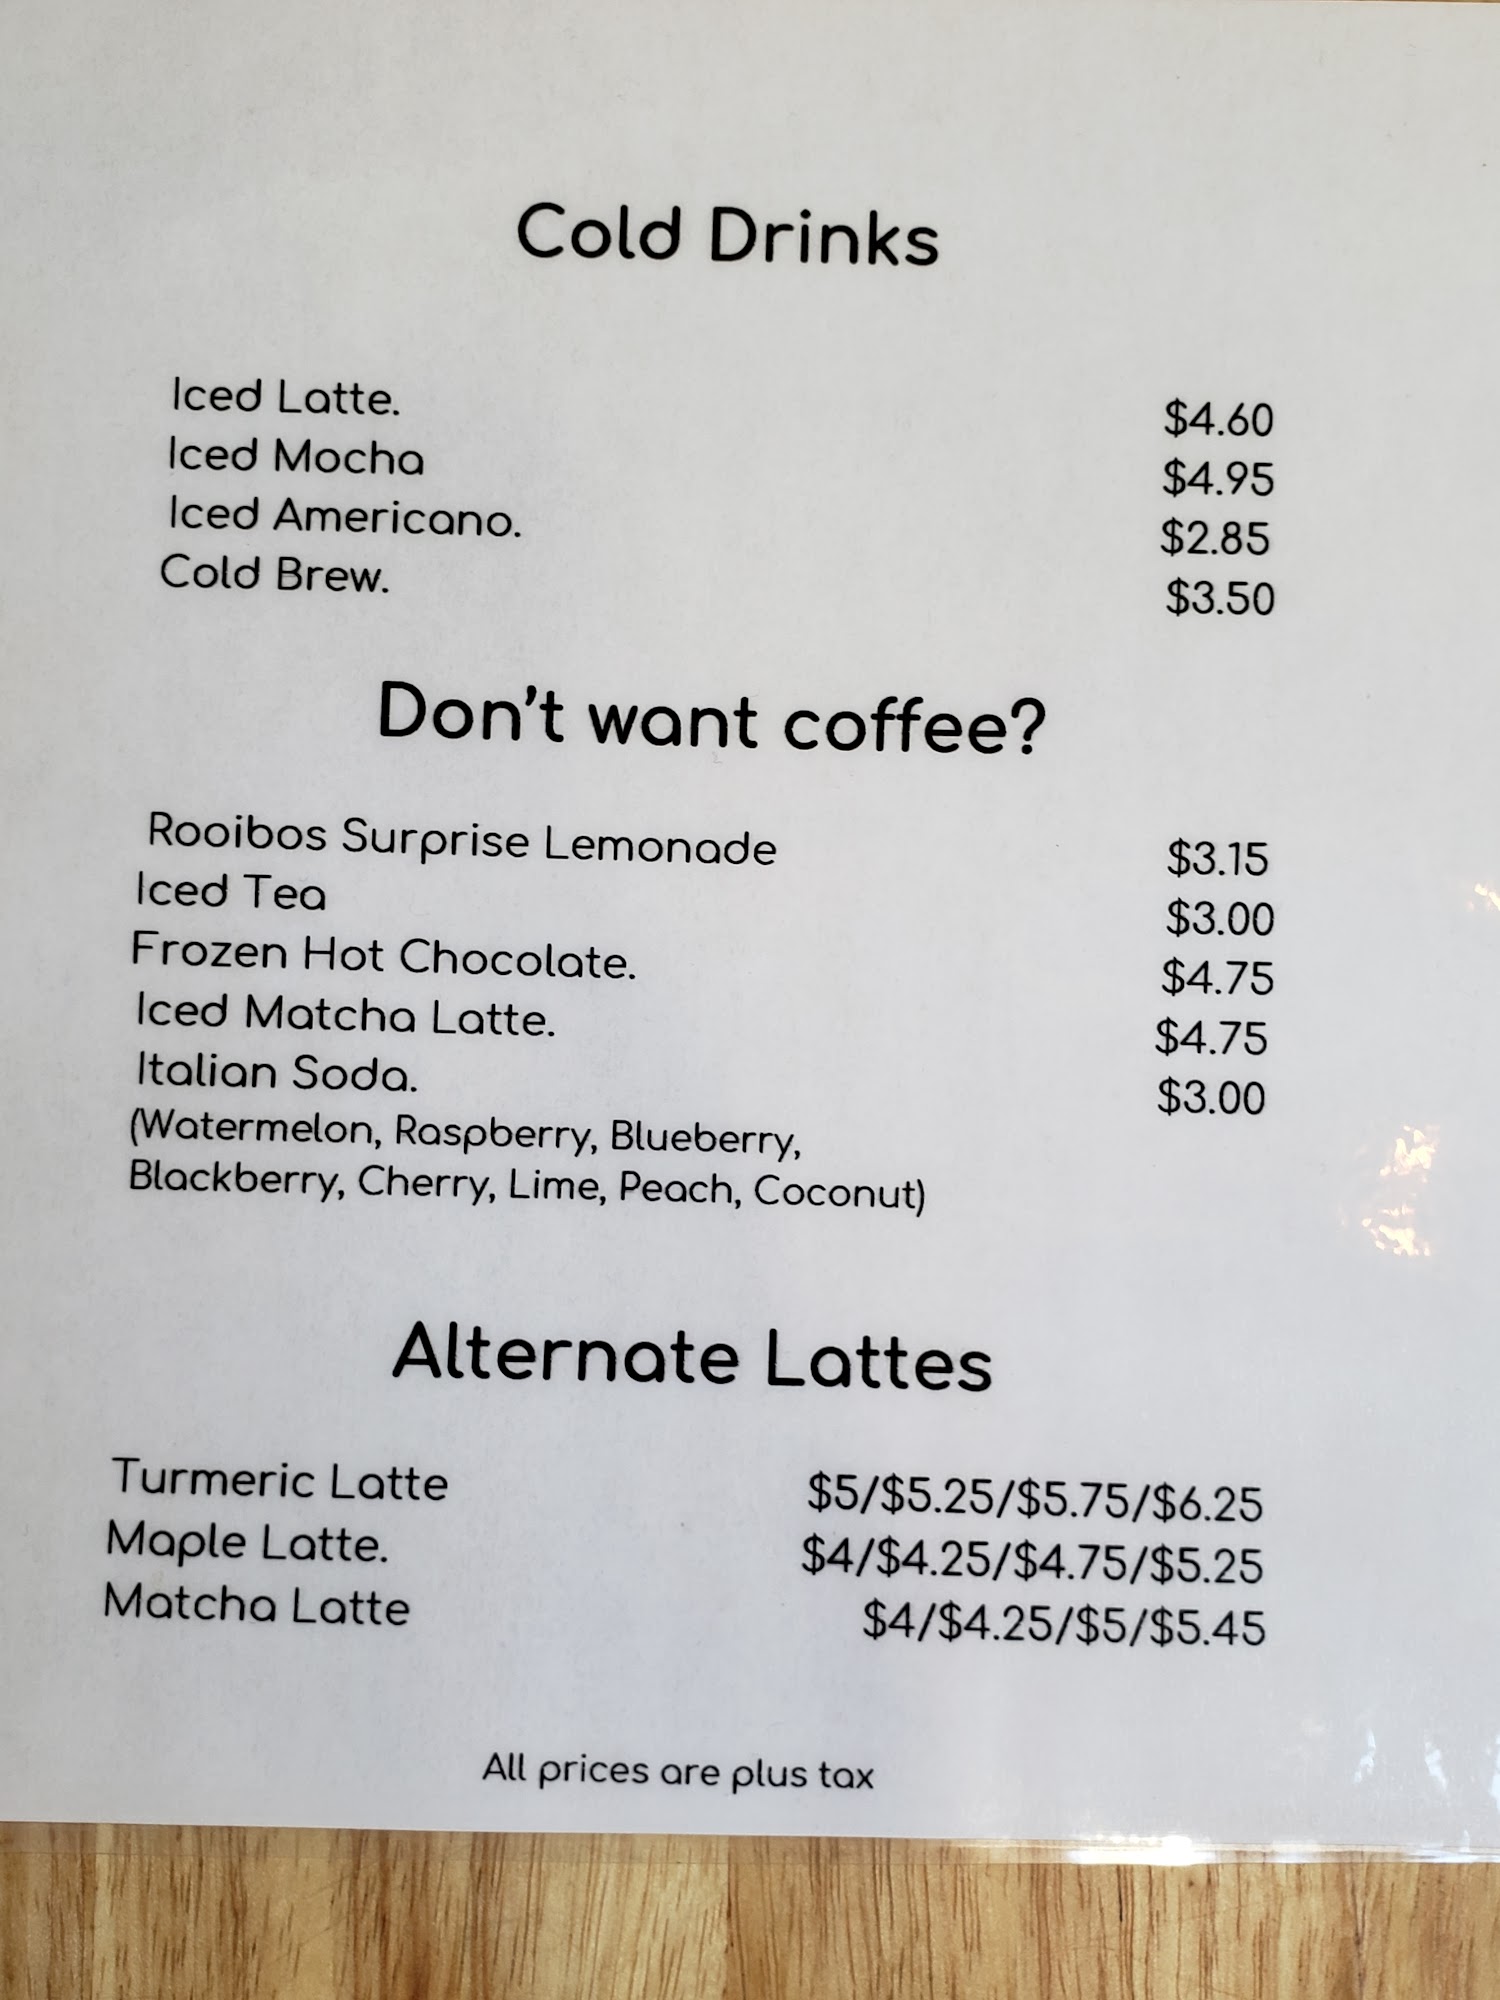 Cold Drinks
Iced Latte. $4.60
Iced Mocha $4.95
Iced Americano. $2.85
Cold Brew. $3.50
Don't want coffee?
Rooibos Surprise Lemonade $3.15
Iced Tea $3.00
Frozen Hot Chocolate. $4.75
Iced Matcha Latte. $4.75
Italian Soda. $3.00
(Watermelon, Raspberry, Blueberry,
Blackberry, Cherry, Lime, Peach, Coconut)
Alternate Lattes
Turmeric Latte $5/$5.25/$5.75/$6.25
Maple Latte. $4/$4.25/$4.75/$5.25
Matcha Latte $4/$4.25/$5/$5.45
All prices are plus tax